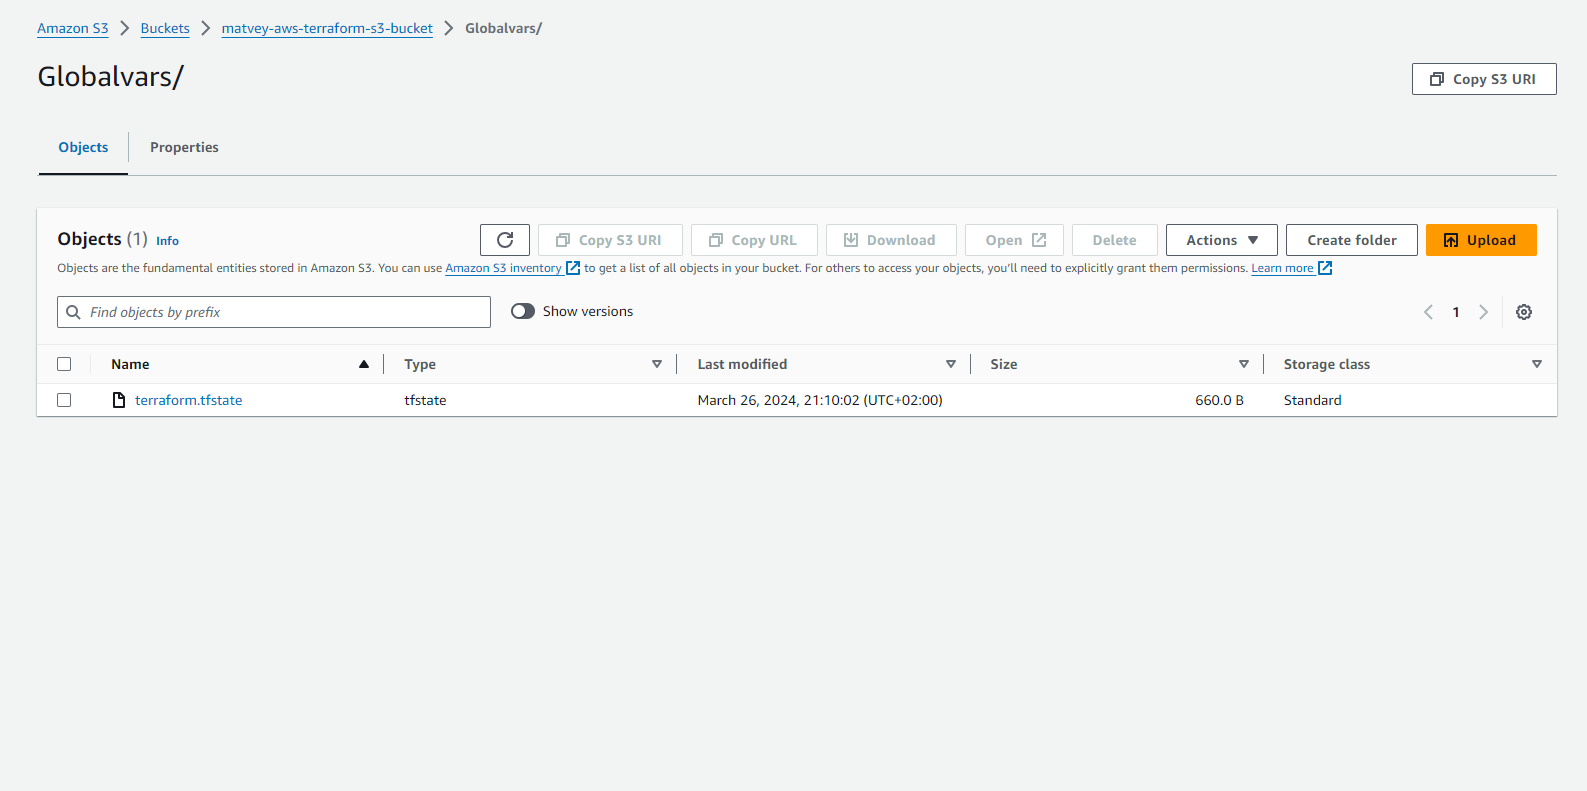 Amazon S3 > Buckets > matvey-aws-terraform-s3-bucket > Globalvars/
Globalvars/
Copy S3 URI
Objects Properties
Objects (1) Info Copy S3 URI Copy URL Download Open Delete Actions Create folder Upload
Objects are the fundamental entities stored in Amazon S3. You can use Amazon S3 inventory to get a list of all objects in your bucket. For others to access your objects, you'll need to explicitly grant them permissions. Learn more
Find objects by prefix Show versions 1
Name Type Last modified Size Storage class
terraform.tfstate tfstate March 26, 2024, 21:10:02 (UTC+02:00) 660.0 B Standard